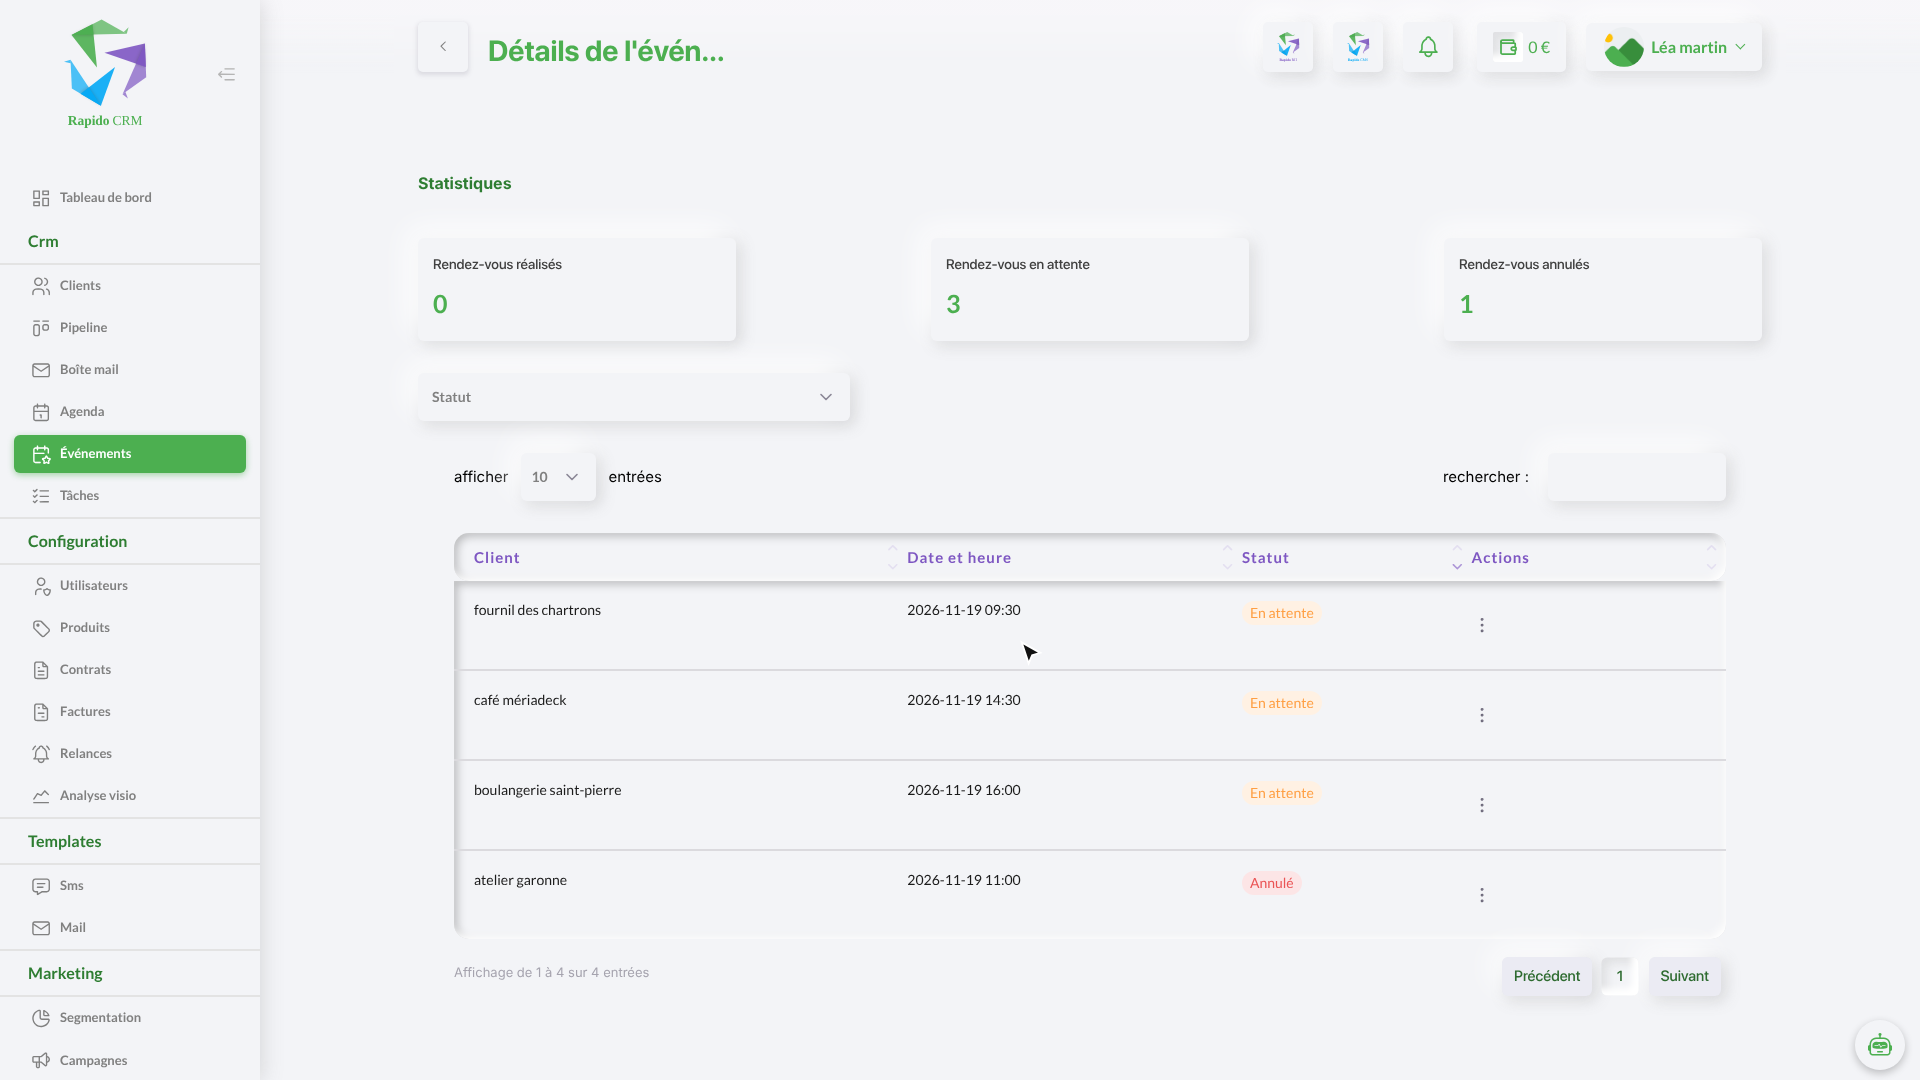 Rapido CRM
Tableau de bord
Crm
Clients
Pipeline
Boîte mail
Agenda
Événements
Tâches
Configuration
Utilisateurs
Produits
Contrats
Factures
Relances
Analyse visio
Templates
Sms
Mail
Marketing
Segmentation
Campagnes
Détails de l'évén...
0 €
Léa martin
Statistiques
Rendez-vous réalisés
0
Rendez-vous en attente
3
Rendez-vous annulés
1
Statut
afficher 10 entrées
rechercher :
Client Date et heure Statut Actions
fournil des chartrons 2026-11-19 09:30 En attente
café mériadeck 2026-11-19 14:30 En attente
boulangerie saint-pierre 2026-11-19 16:00 En attente
atelier garonne 2026-11-19 11:00 Annulé
Affichage de 1 à 4 sur 4 entrées
Précédent 1 Suivant